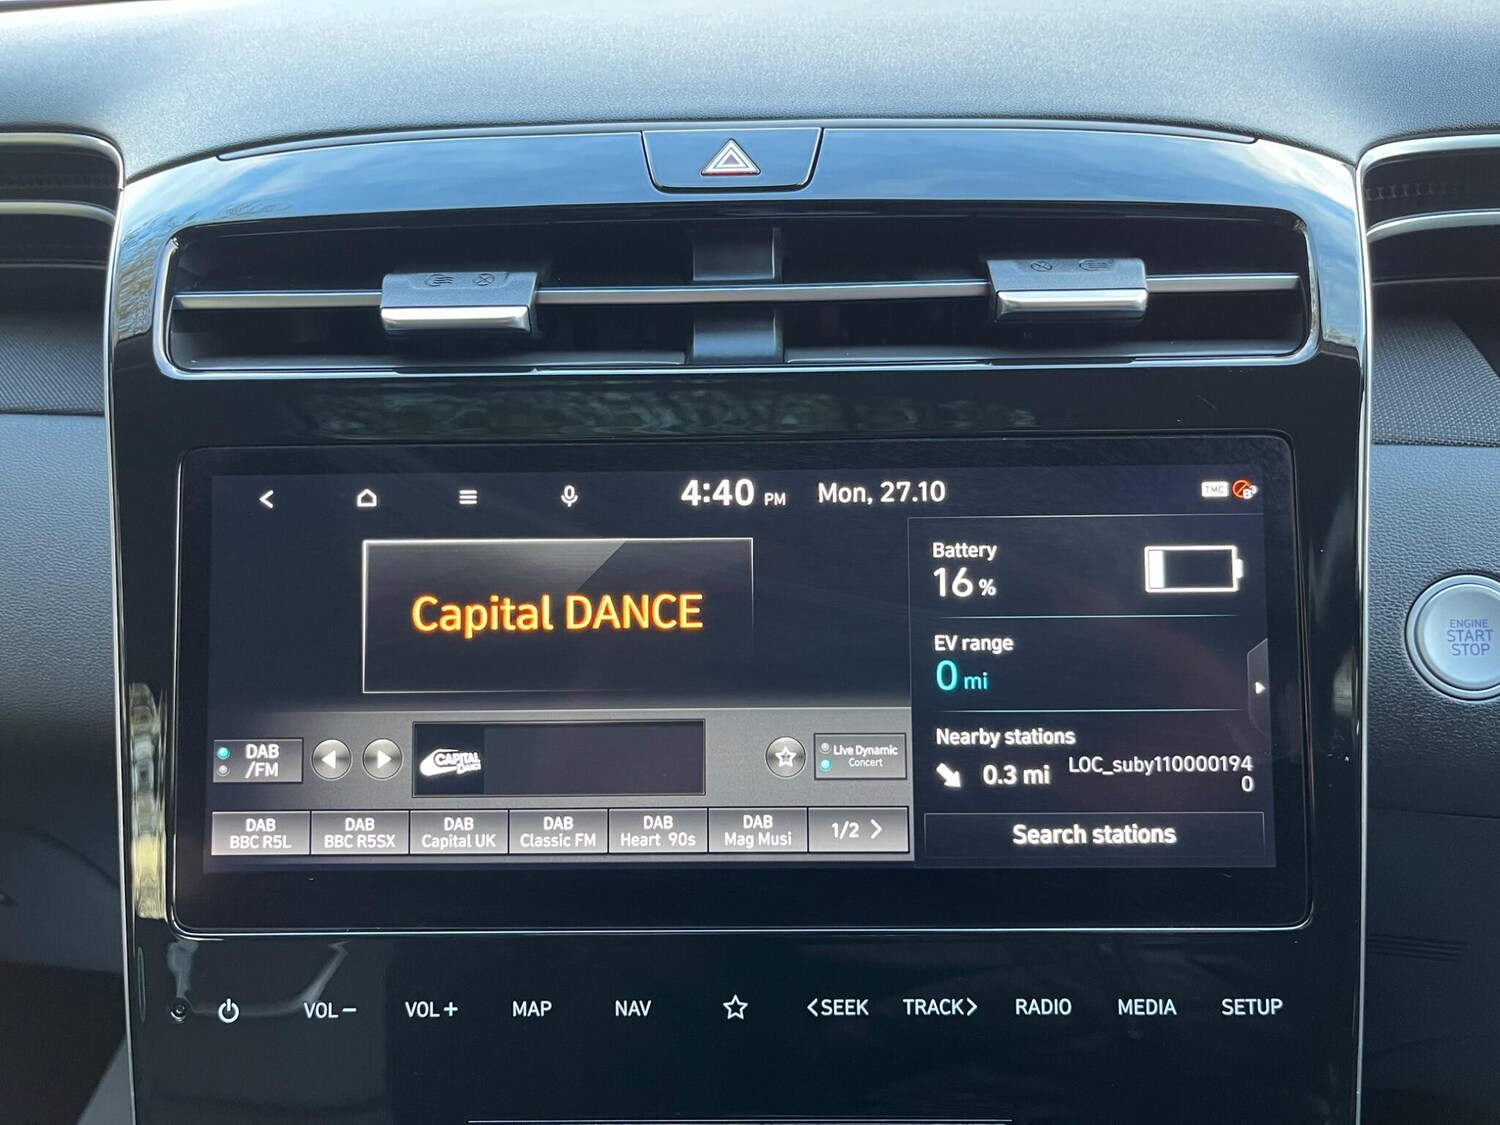 4:40 PM Mon, 27.10
TMC
B
Capital DANCE
Battery
16 %
EV range
0 mi
Nearby stations
0.3 mi LOC_suby110000194
0
Search stations
DAB
/FM
CAPITAL
DANCE
Live Dynamic
Concert
DAB
BBC R5L
DAB
BBC R5SX
DAB
Capital UK
DAB
Classic FM
DAB
Heart 90s
DAB
Mag Musi
1/2 >
ENGINE
START
STOP
VOL− VOL+ MAP NAV <SEEK TRACK> RADIO MEDIA SETUP